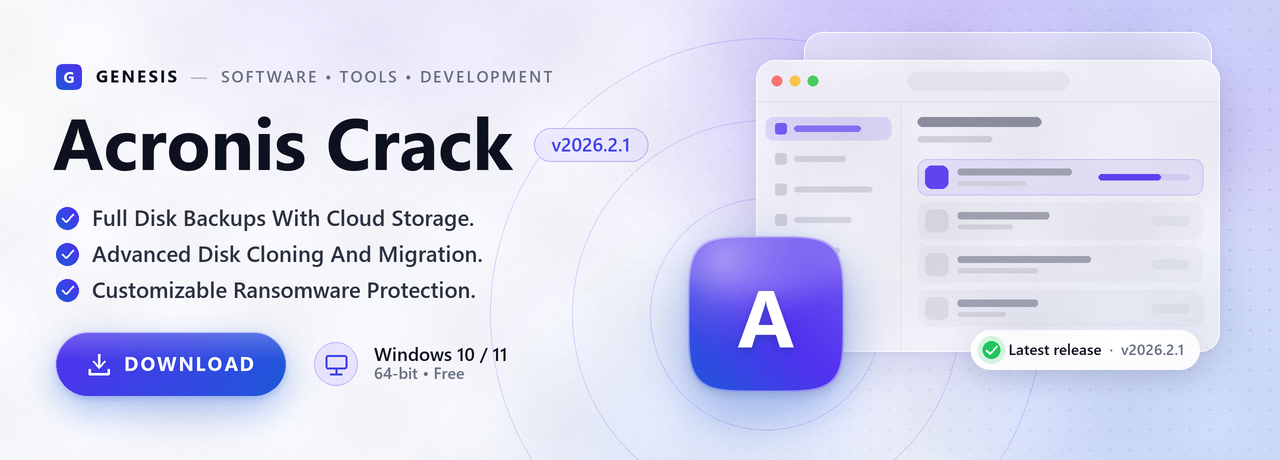 G GENESIS — SOFTWARE • TOOLS • DEVELOPMENT
Acronis Crack v2026.2.1
Full Disk Backups With Cloud Storage.
Advanced Disk Cloning And Migration.
Customizable Ransomware Protection.
DOWNLOAD
Windows 10 / 11
64-bit • Free
A
Latest release · v2026.2.1